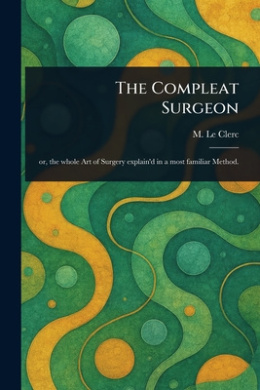 The Compleat
Surgeon
M. Le Clerc
or, the whole Art of Surgery explain'd in a most familiar Method.